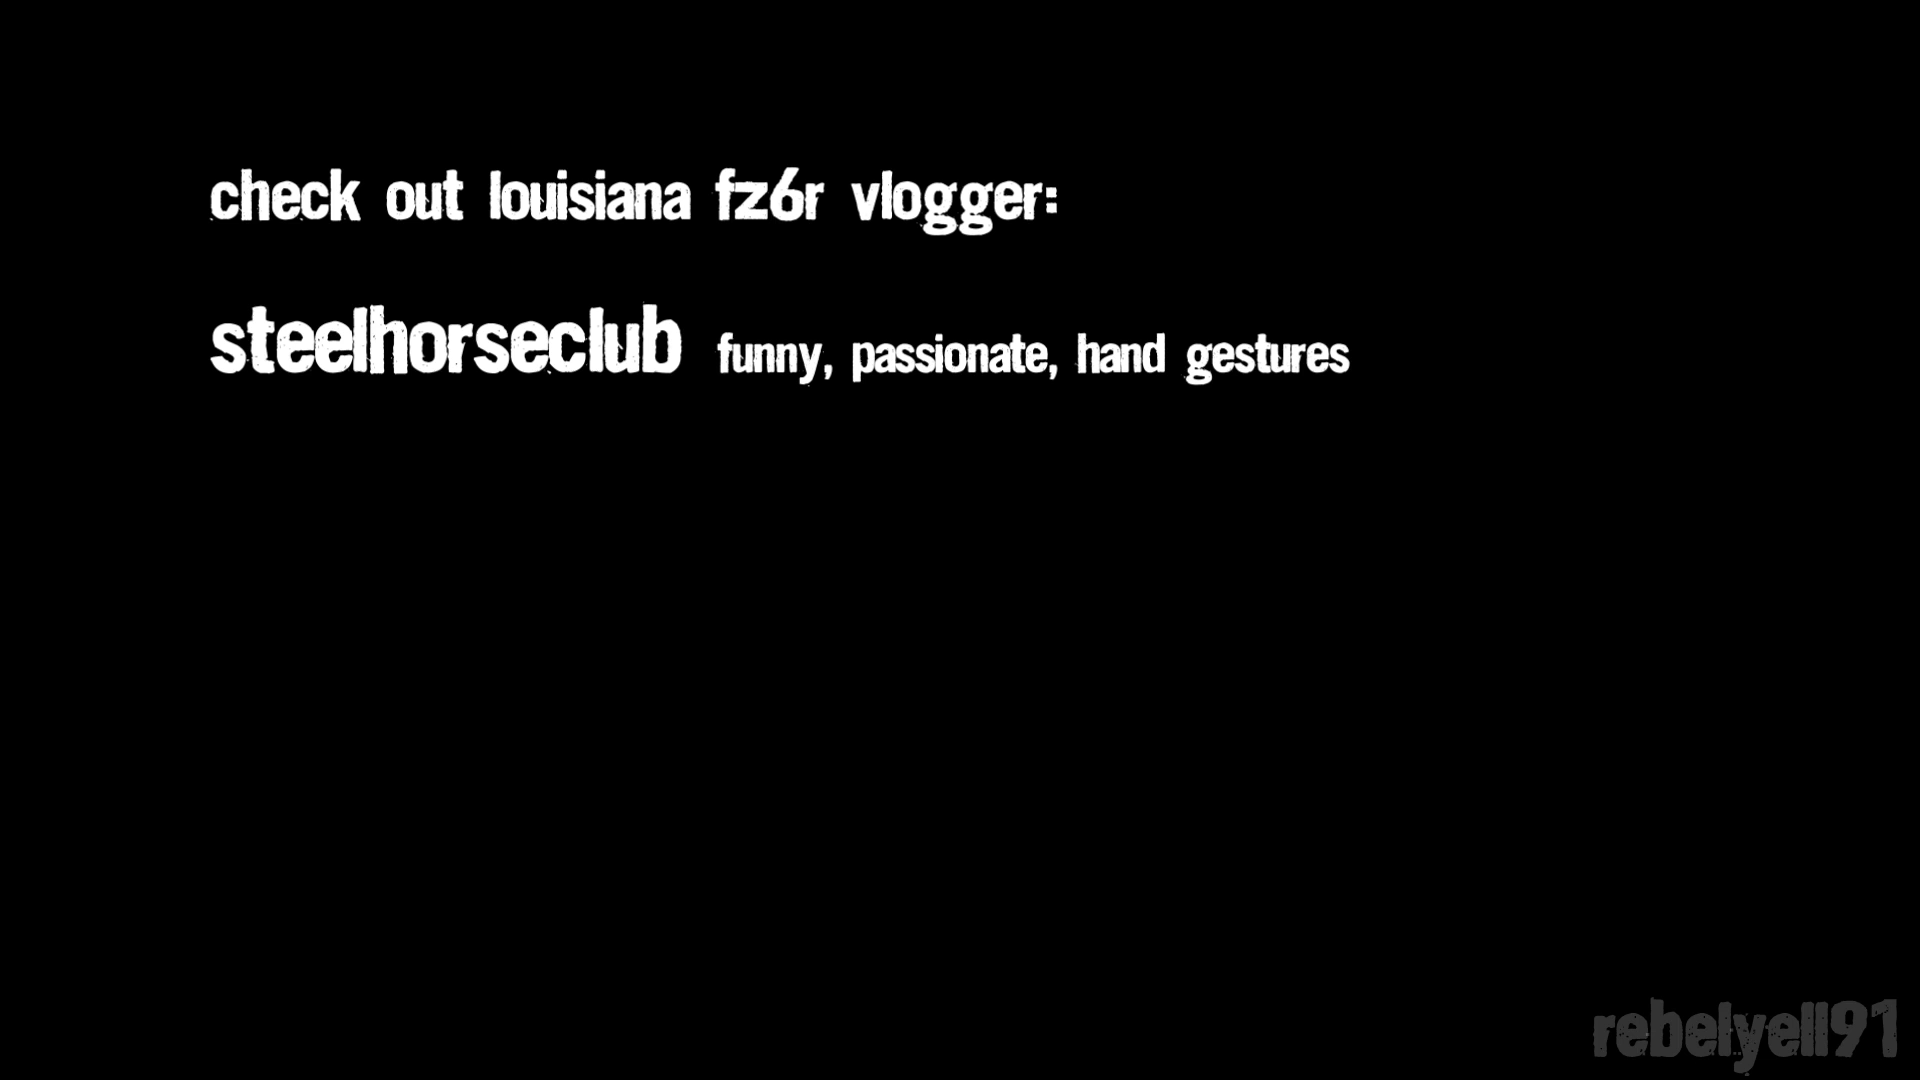 check out louisiana fz6r vlogger:
steelhorseclub funny, passionate, hand gestures
rebelyell91